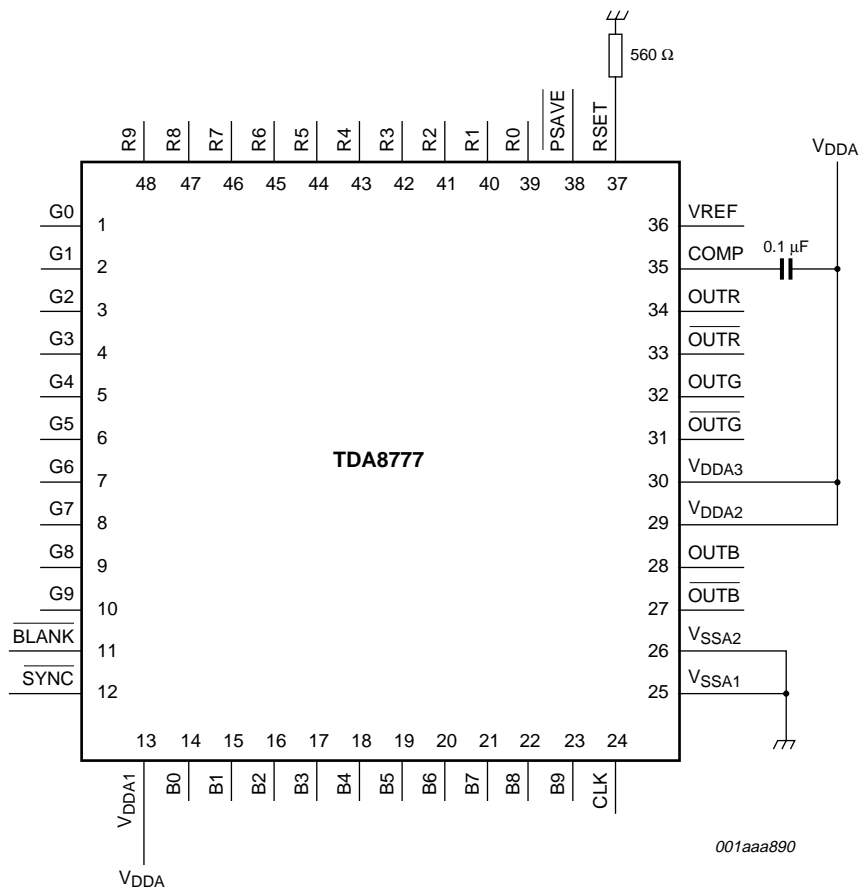 560 Ω
R9 R8 R7 R6 R5 R4 R3 R2 R1 R0 PSAVE RSET
VDDA
48 47 46 45 44 43 42 41 40 39 38 37
G0 1 36 VREF
G1 2 35 COMP 0.1 μF
G2 3 34 OUTR
G3 4 33 OUTR
G4 5 32 OUTG
G5 6 31 OUTG
TDA8777
G6 7 30 VDDA3
G7 8 29 VDDA2
G8 9 28 OUTB
G9 10 27 OUTB
BLANK 11 26 VSSA2
SYNC 12 25 VSSA1
13 14 15 16 17 18 19 20 21 22 23 24
VDDA1 B0 B1 B2 B3 B4 B5 B6 B7 B8 B9 CLK
001aaa890
VDDA